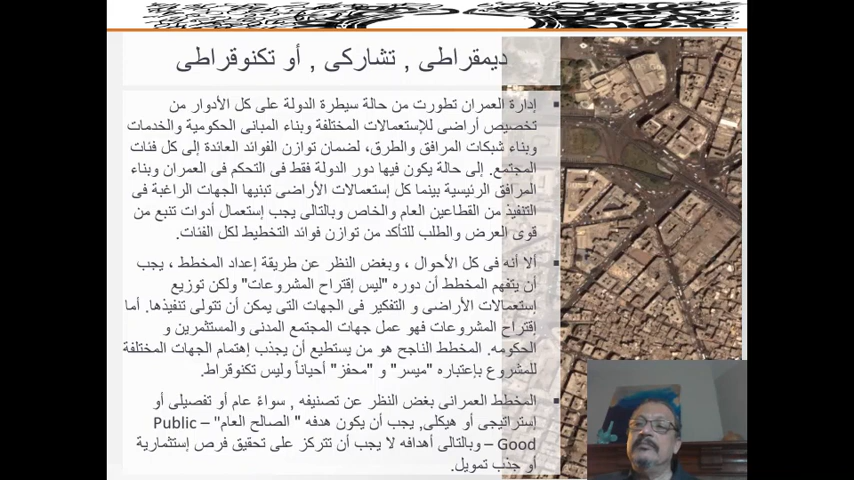 ديمقراطى , تشاركى , أو تكنوقراطى
إدارة العمران تطورت من حالة سيطرة الدولة على كل الأدوار من
تخصيص أراضى للإستعمالات المختلفة وبناء المبانى الحكومية والخدمات
وبناء شبكات المرافق والطرق، لضمان توازن الفوائد العائدة إلى كل فئات
المجتمع. إلى حالة يكون فيها دور الدولة فقط فى التحكم فى العمران وبناء
المرافق الرئيسية بينما كل إستعمالات الأراضى تبنيها الجهات الراغبة فى
التنفيذ من القطاعين العام والخاص وبالتالى يجب إستعمال أدوات تنبع من
قوى العرض والطلب للتأكد من توازن فوائد التخطيط لكل الفئات.
ألا أنه فى كل الأحوال ، وبغض النظر عن طريقة إعداد المخطط ، يجب
أن يتفهم المخطط أن دوره "ليس إقتراح المشروعات" ولكن توزيع
إستعمالات الأراضى و التفكير فى الجهات التى يمكن أن تتولى تنفيذها. أما
إقتراح المشروعات فهو عمل جهات المجتمع المدنى والمستثمرين و
الحكومه. المخطط الناجح هو من يستطيع أن يجذب إهتمام الجهات المختلفة
للمشروع بإعتباره "ميسر" و "محفز" أحياناً وليس تكنوقراط.
المخطط العمرانى بغض النظر عن تصنيفه , سواءً عام أو تفصيلى أو
إستراتيجى أو هيكلى, يجب أن يكون هدفه " الصالح العام" – Public
Good – وبالتالى أهدافه لا يجب أن تتركز على تحقيق فرص إستثمارية
أو جذب تمويل.